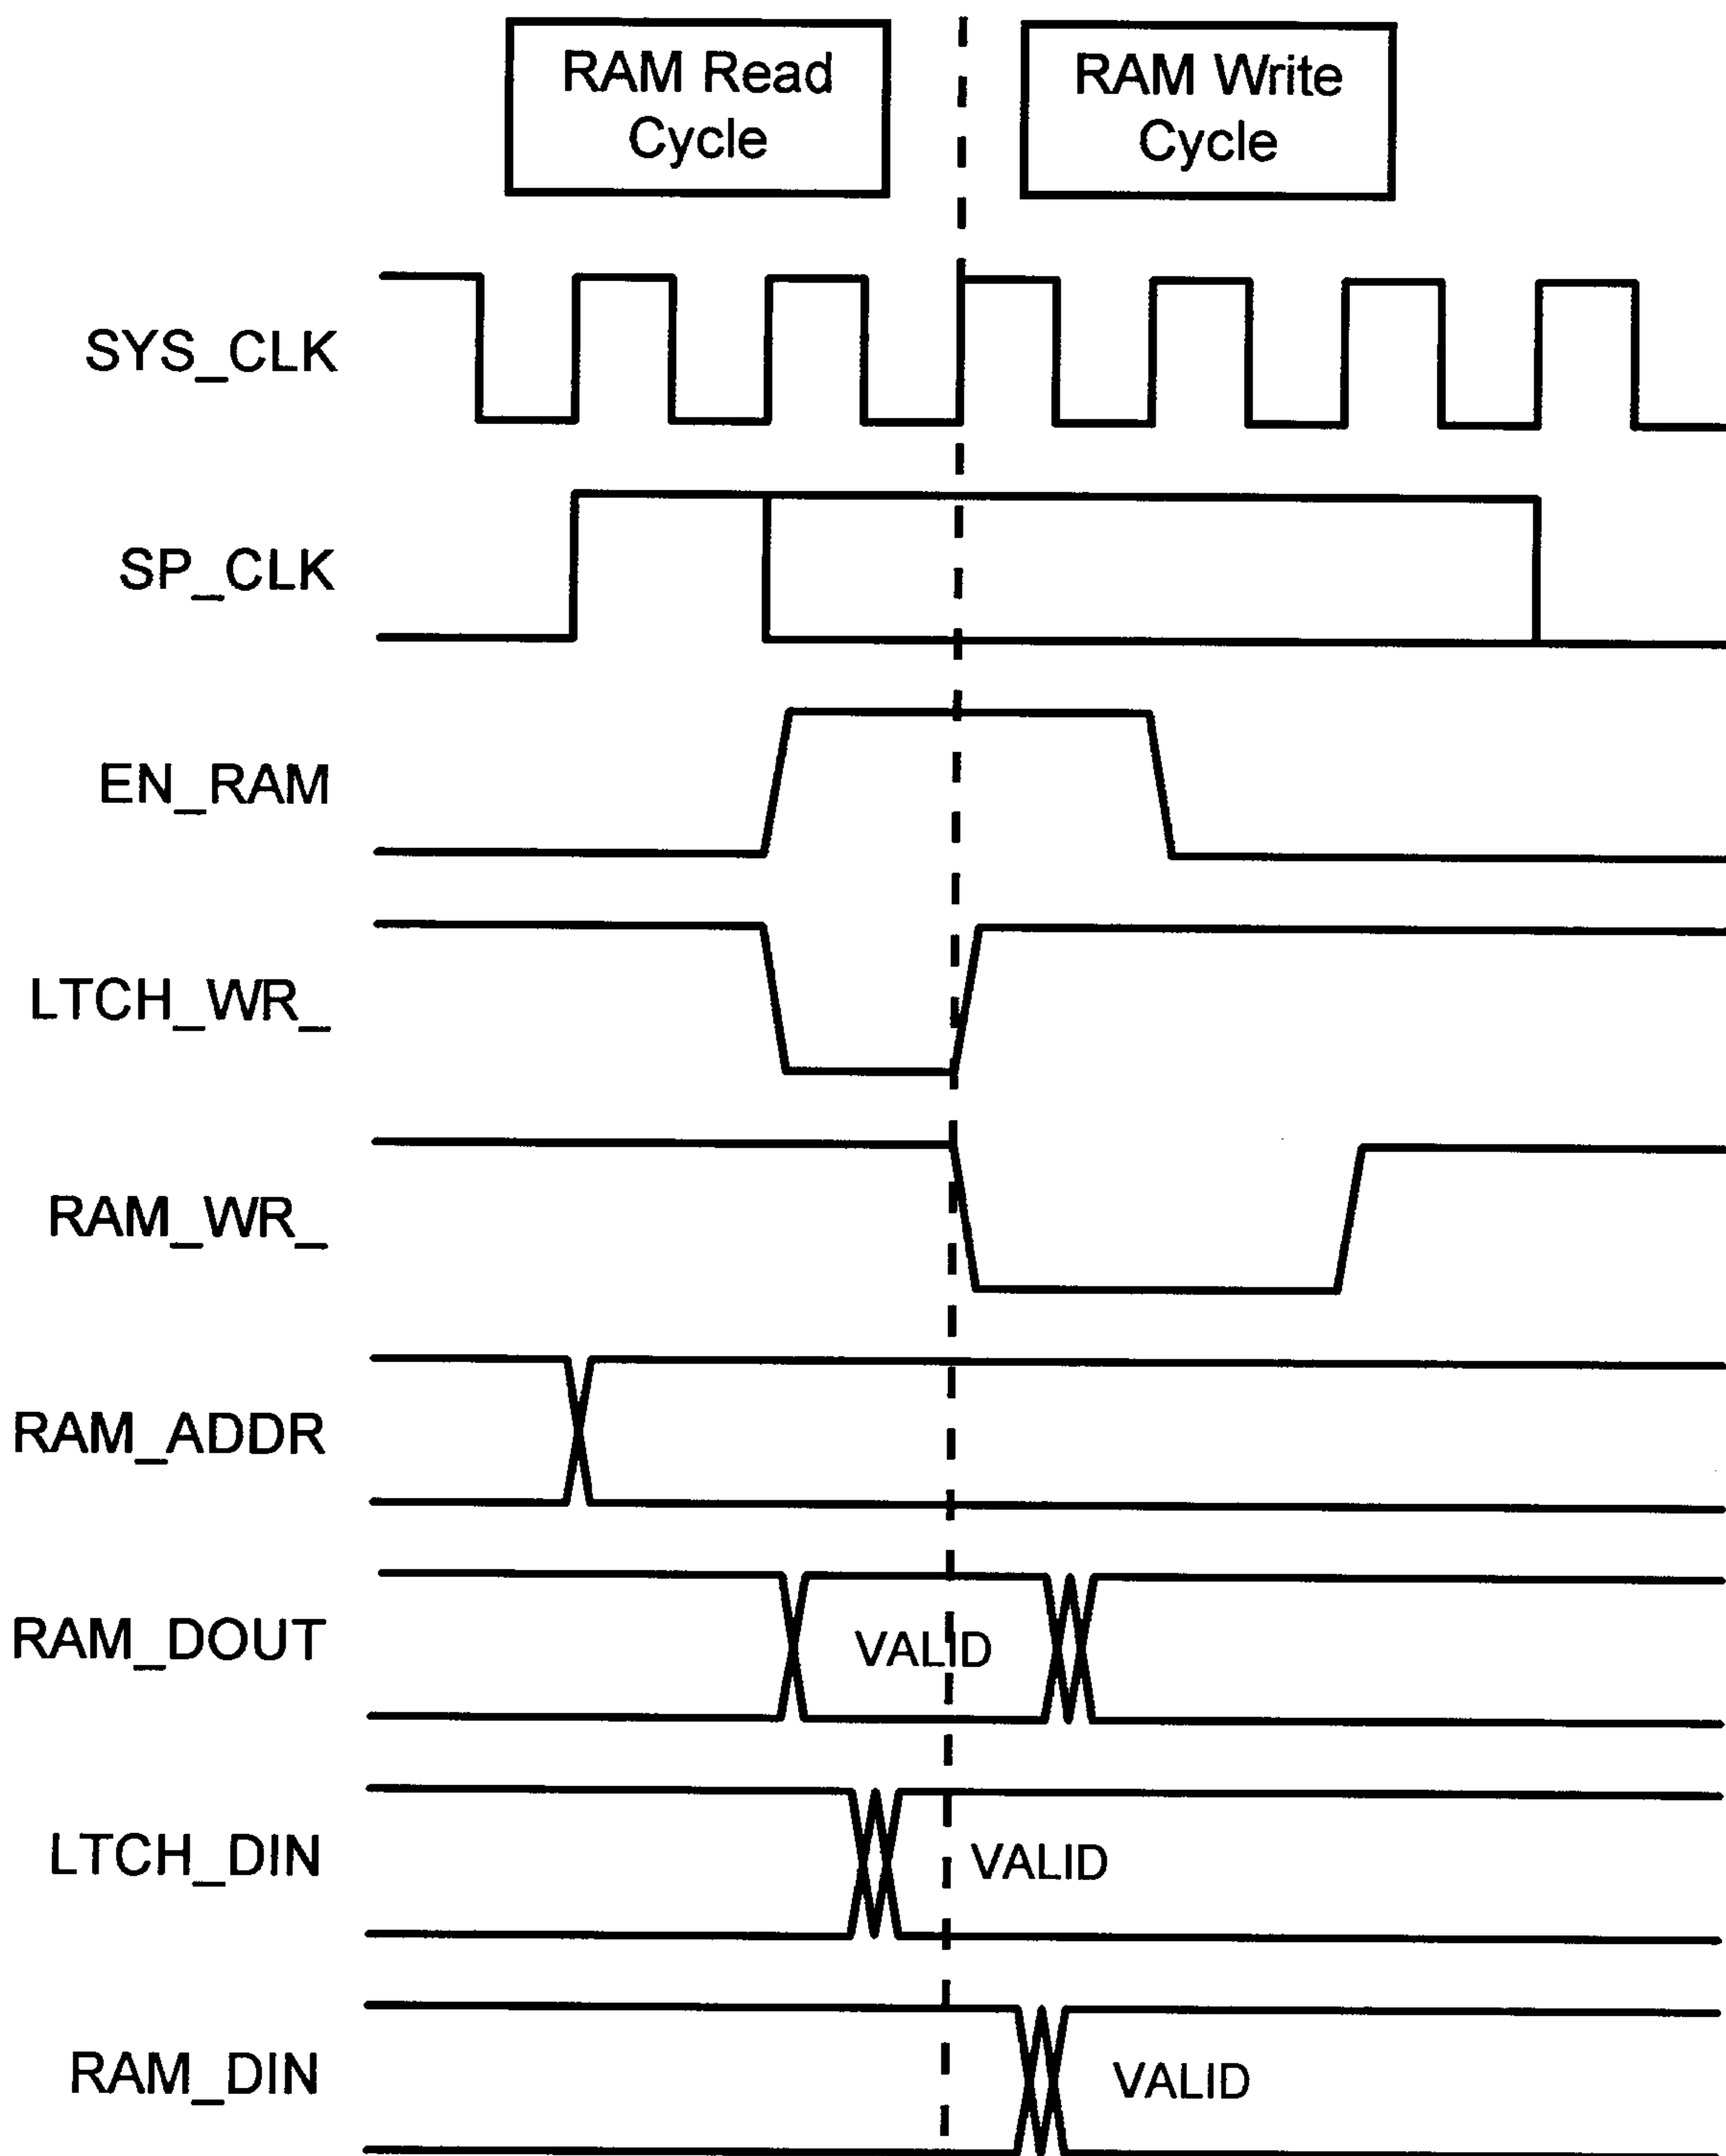 RAM Read
Cycle
RAM Write
Cycle
SYS_CLK
SP_CLK
EN_RAM
LTCH_WR_
RAM_WR_
RAM_ADDR
RAM_DOUT
VALID
LTCH_DIN
VALID
RAM_DIN
VALID